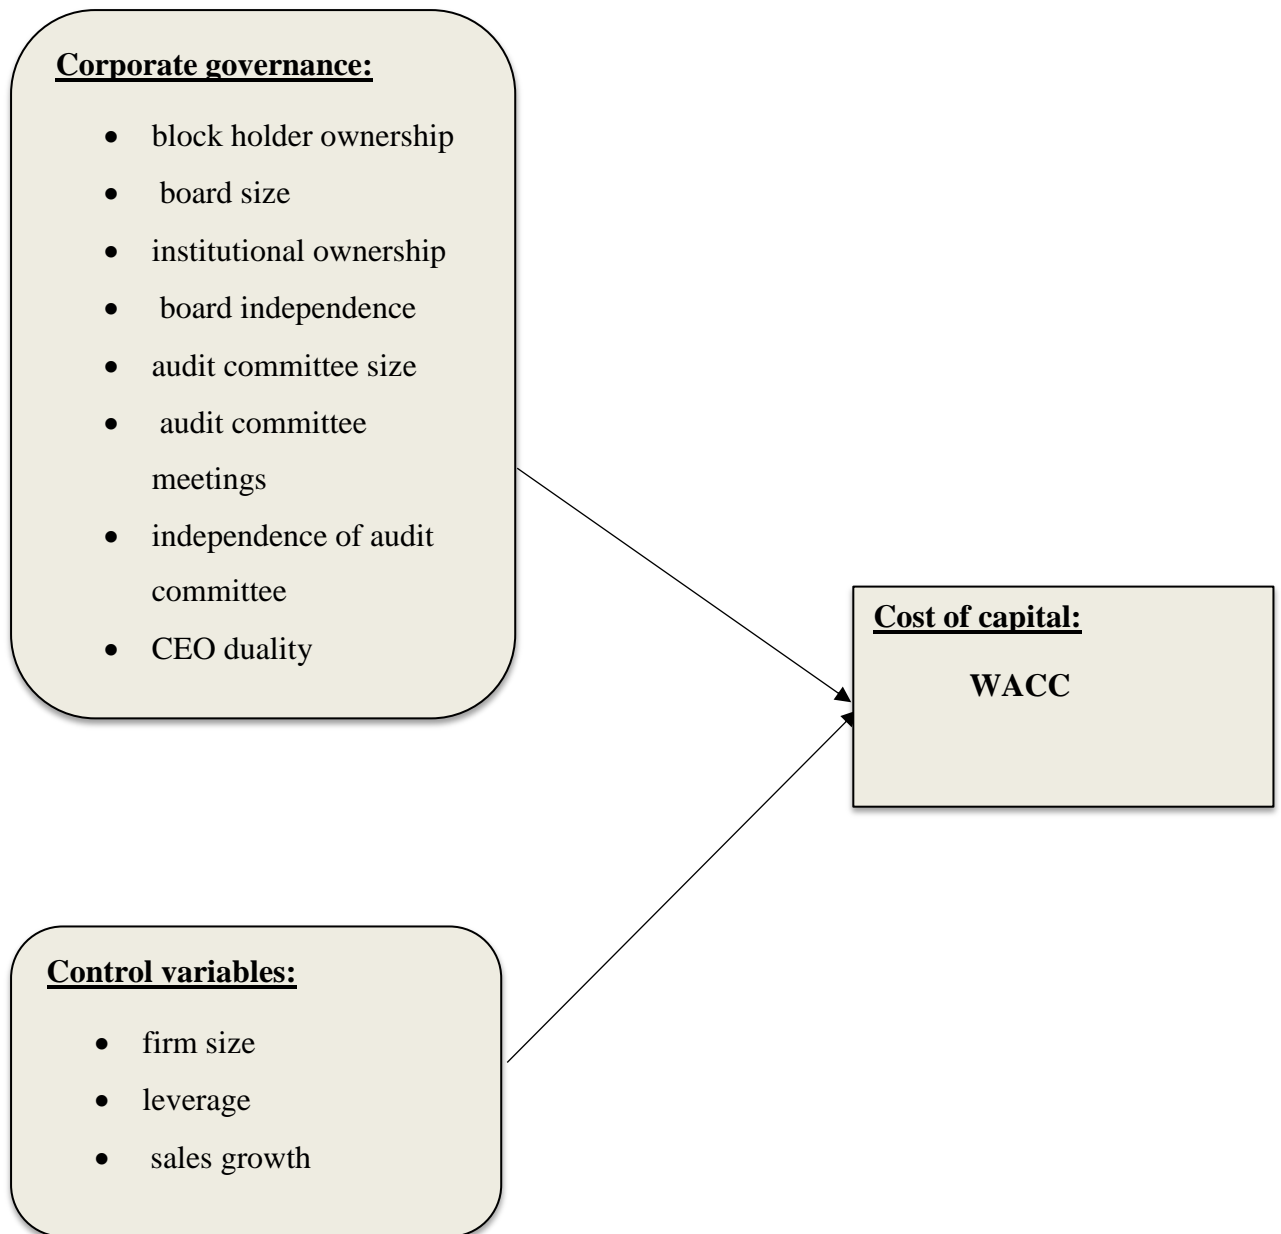 Corporate governance:
• block holder ownership
• board size
• institutional ownership
• board independence
• audit committee size
• audit committee
meetings
• independence of audit
committee
• CEO duality
Cost of capital:
WACC
Control variables:
• firm size
• leverage
• sales growth